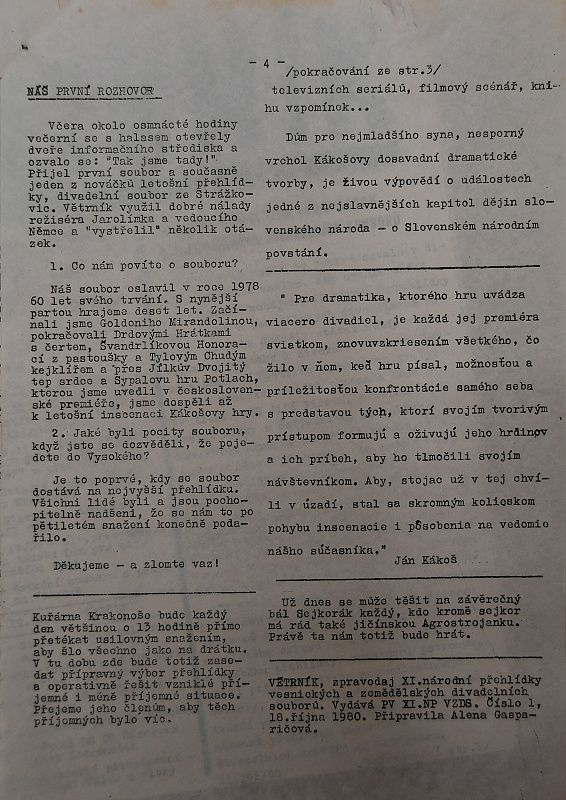 - 4 -
NÁŠ PRVNÍ ROZHOVOR
Včera okolo osmnácté hodiny
večerní se s halasem otevřely
dveře informačního střediska a
ozvalo se: "Tak jsme tady!"
Přijel první soubor a současně
jeden z nováčků letošní přehlíd-
ky, divadelní soubor ze Strážko-
vic. Větrník využil dobré nálady
režiséra Jarolímka a vedoucího
Němce a "vystřelil" několik otá-
zek.
1. Co nám povíte o souboru?
Náš soubor oslavil v roce 1978
60 let svého trvání. S nynější
partou hrajeme deset let. Začí-
nali jsme Goldoniho Mirandolinou,
pokračovali Drdovými Hrátkami
s čertem, Švandrlíkovou Honora-
cí z pastoušky a Tylovým Chudým
kejklířem a přes Jílkův Dvojitý
tep srdce a Sypalovu hru Potlach,
kterou jsme uvedli v českosloven-
ské premiéře, jsme dospěli až
k letošní inscenaci Kákošovy hry.
2. Jaké byli pocity souboru,
když jste se dozvěděli, že poje-
dete do Vysokého?
Je to poprvé, kdy se soubor
dostává na nejvyšší přehlídku.
Všichni lidé byli a jsou pocho-
pitelně nadšeni, že se nám to po
pětiletém snažení konečně poda-
řilo.
Děkujeme - a zlomte vaz!
Kuřárna Krakonošo bude každý
den většinou o 13 hodině přímo
přetékat usilovným snažením,
aby šlo všechno jako na drátku.
V tu dobu zde bude totiž zase-
dat přípravný výbor přehlídky
a operativně řešit vzniklé pří-
jemné i méně příjemné situace.
Přejeme jeho členům, aby těch
příjemných bylo víc.
/pokračování ze str.3/
televizních seriálů, filmový scénář, kni-
hu vzpomínek...
Dům pro nejmladšího syna, nesporný
vrchol Kákošovy dosavadní dramatické
tvorby, je živou výpovědí o událostech
jedné z nejslavnějších kapitol dějin slo-
venského národa - o Slovenském národním
povstání.
" Pre dramatika, ktorého hru uvádza
viacero divadiel, je každá jej premiéra
sviatkom, znovuvzkriesením všetkého, čo
žilo v ňom, keď hru písal, možnosťou a
príležitosťou konfrontácie samého seba
s predstavou tých, ktorí svojím tvorivým
prístupom formujú a oživujú jeho hrdinov
a ich príbeh, aby ho tlmočili svojím
návštevníkom. Aby, stojac už v tej chví-
li v úzadí, stal sa skromným kolieskom
pohybu inscenacie i pôsobenia na vedomie
nášho súčasníka."
Ján Kákoš
Už dnes se může těšit na závěrečný
bál Sejkorák každý, kdo kromě sejkor
má rád také jičínskou Agrostrojanku.
Právě ta nám totiž bude hrát.
VĚTRNÍK, zpravodaj XI.národní přehlídky
vesnických a zemědělských divadelních
souborů. Vydává PV XI.NP VZDS. Číslo 1,
18.října 1980. Připravila Alena Gaspa-
ričová.